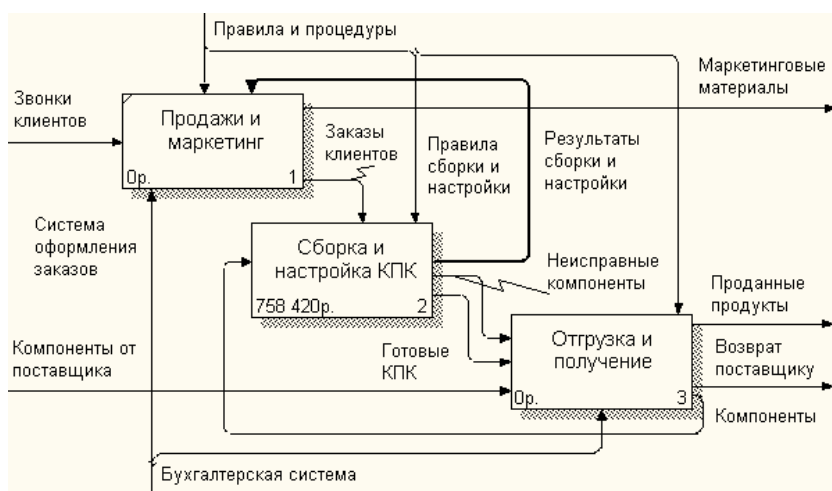 Правила и процедуры
Маркетинговые
материалы
Звонки
клиентов
Продажи и
маркетинг
0р.
1
Заказы
клиентов
Правила
сборки и
настройки
Результаты
сборки и
настройки
Система
оформления
заказов
Сборка и
настройка КПК
758 420р.
2
Неисправные
компоненты
Проданные
продукты
Компоненты от
поставщика
Готовые
КПК
Отгрузка и
получение
0р.
3
Возврат
поставщику
Компоненты
Бухгалтерская система